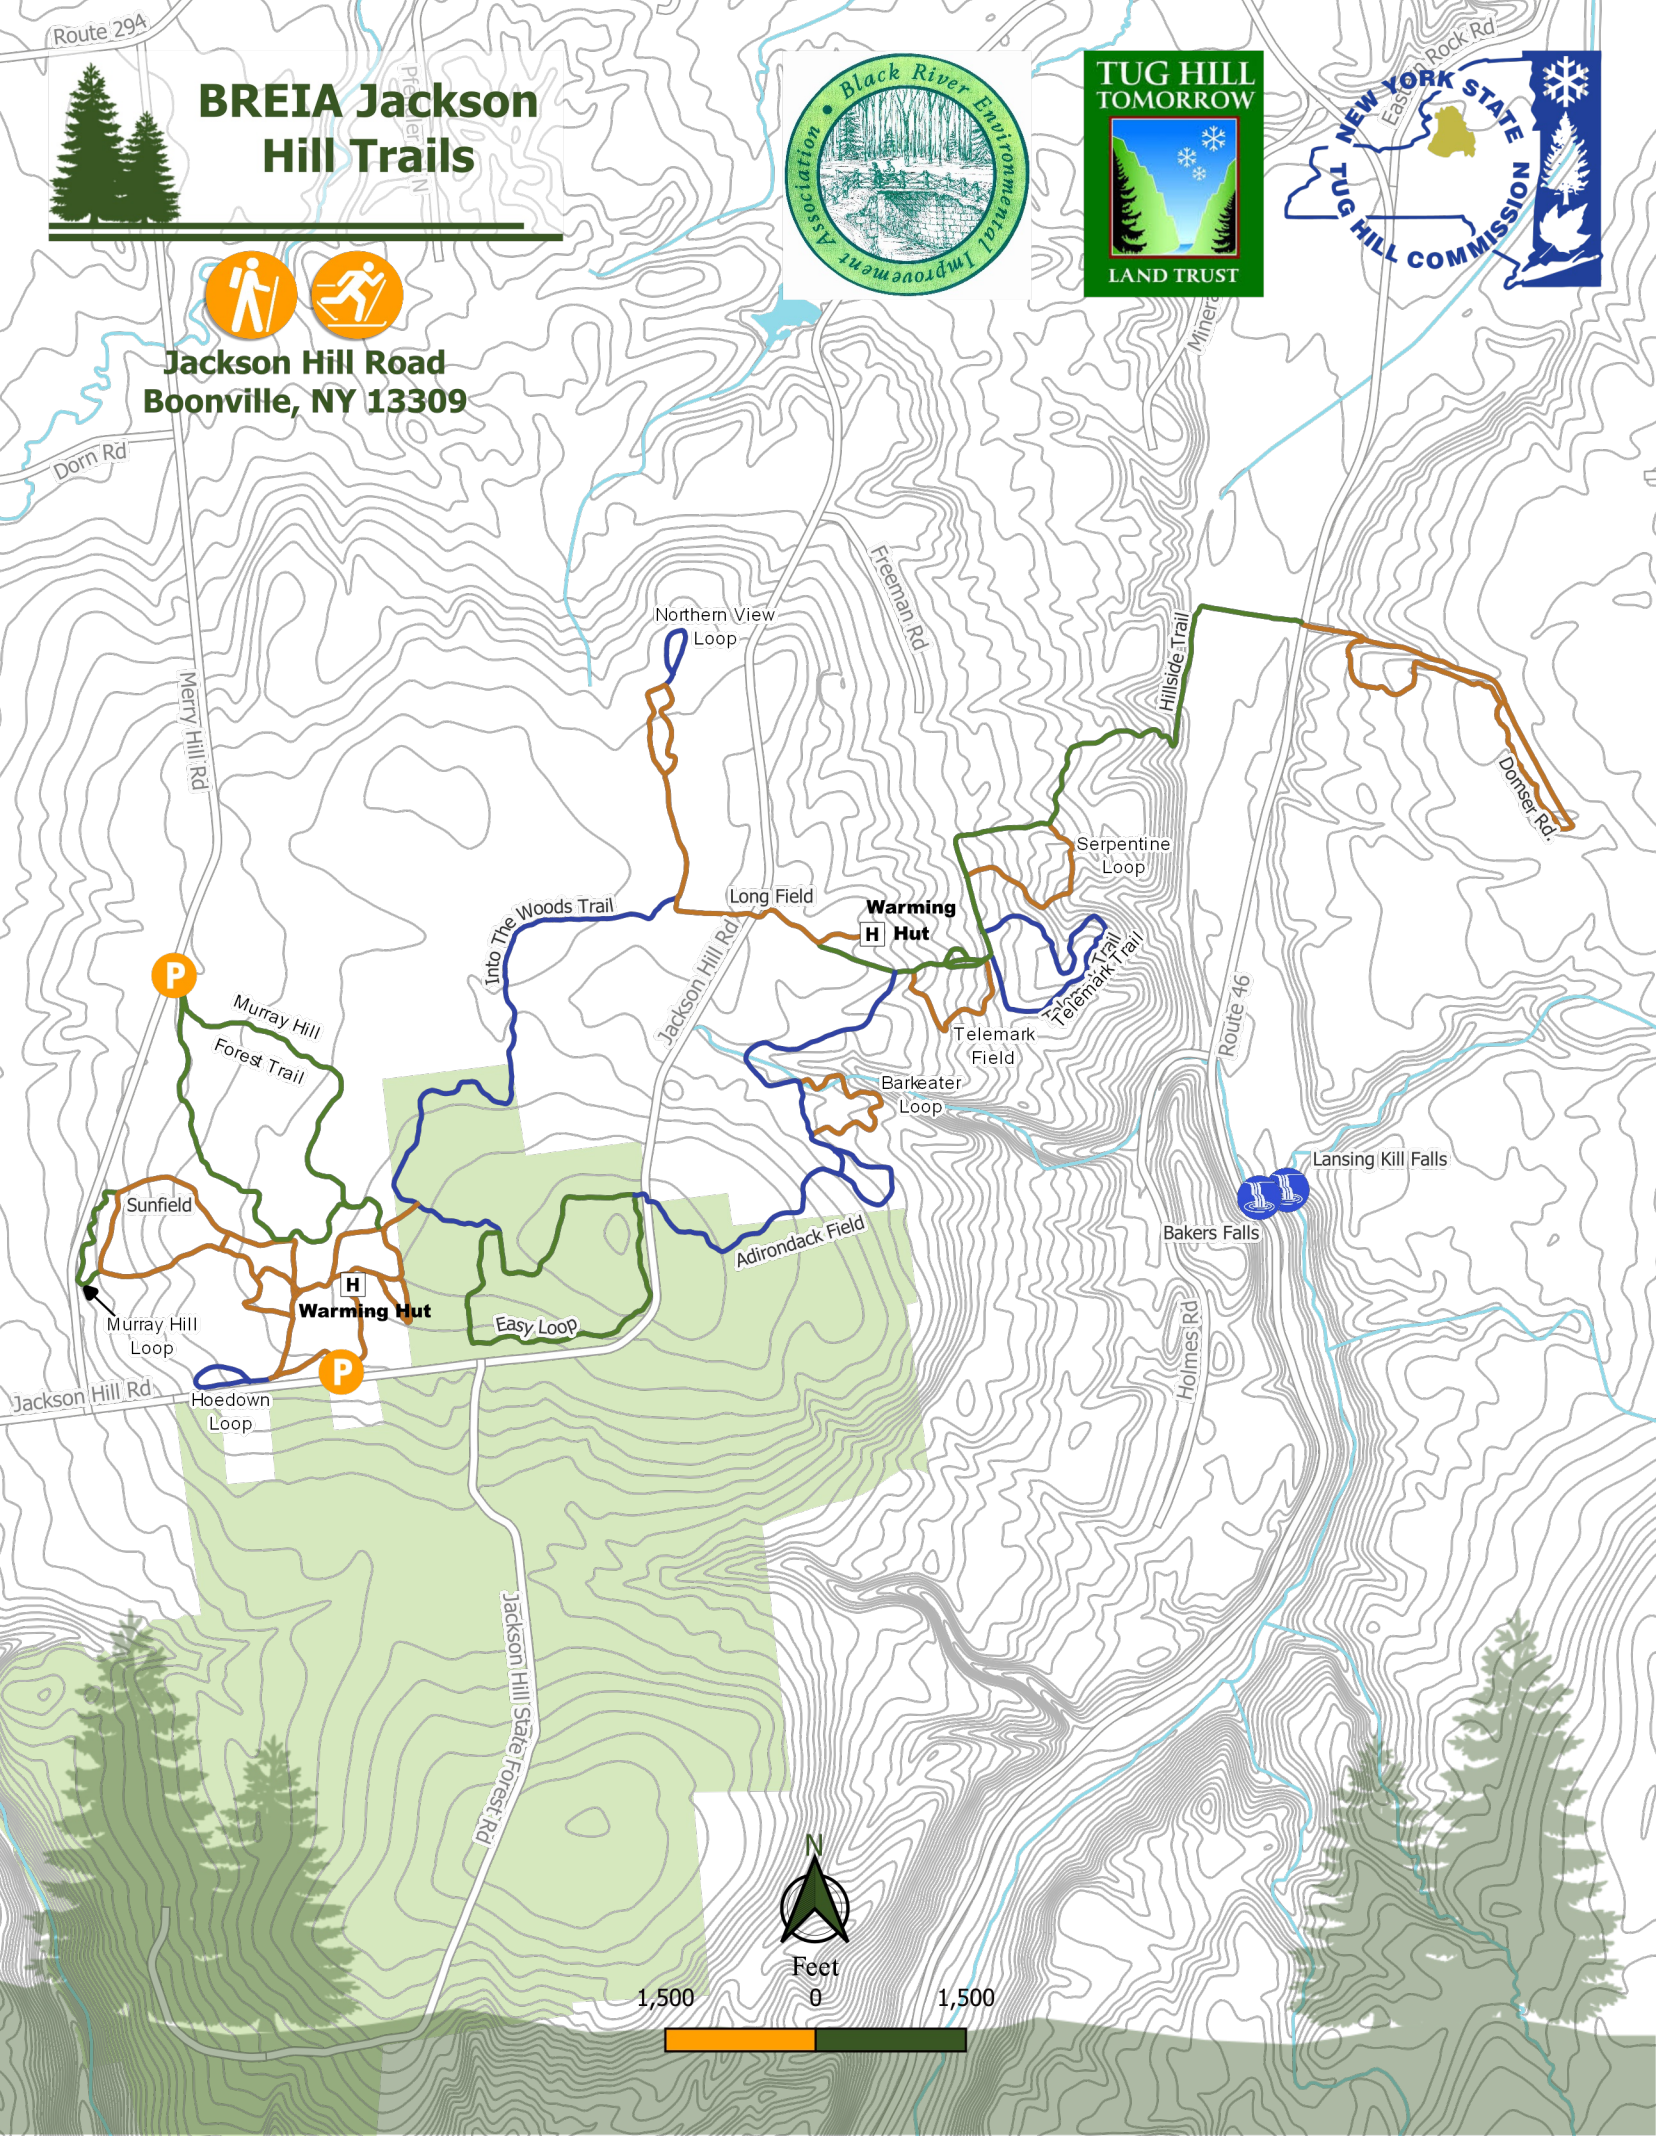 Route 294
BREIA Jackson
Hill Trails
Black River Environmental Improvement Association
TUG HILL
TOMORROW
LAND TRUST
NEW YORK STATE
TUG HILL COMMISSION
Rock Rd
Jackson Hill Road
Boonville, NY 13309
Dorn Rd
Freeman Rd
Northern View
Loop
Hillside Trail
Merry Hill Rd
Domser Rd.
Serpentine
Loop
Long Field
Warming
H Hut
Into The Woods Trail
Jackson Hill Rd
Telemark Trail
Telemark Trail
P
Murray Hill
Forest Trail
Route 46
Telemark
Field
Barkeater
Loop
Lansing Kill Falls
Bakers Falls
Sunfield
Adirondack Field
H
Warming Hut
Murray Hill
Loop
Easy Loop
Holmes Rd
P
Jackson Hill Rd
Hoedown
Loop
Jackson Hill State Forest Rd
N
Feet
1,500 0 1,500